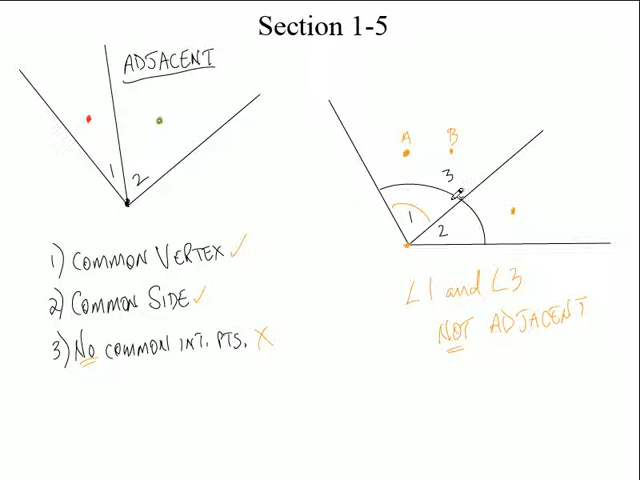 Section 1-5
ADJACENT
1 2
1) COMMON VERTEX ✓
2) COMMON SIDE ✓
3) NO COMMON INT. PTS. X
A B
3
1 2
∠1 and ∠3
NOT ADJACENT